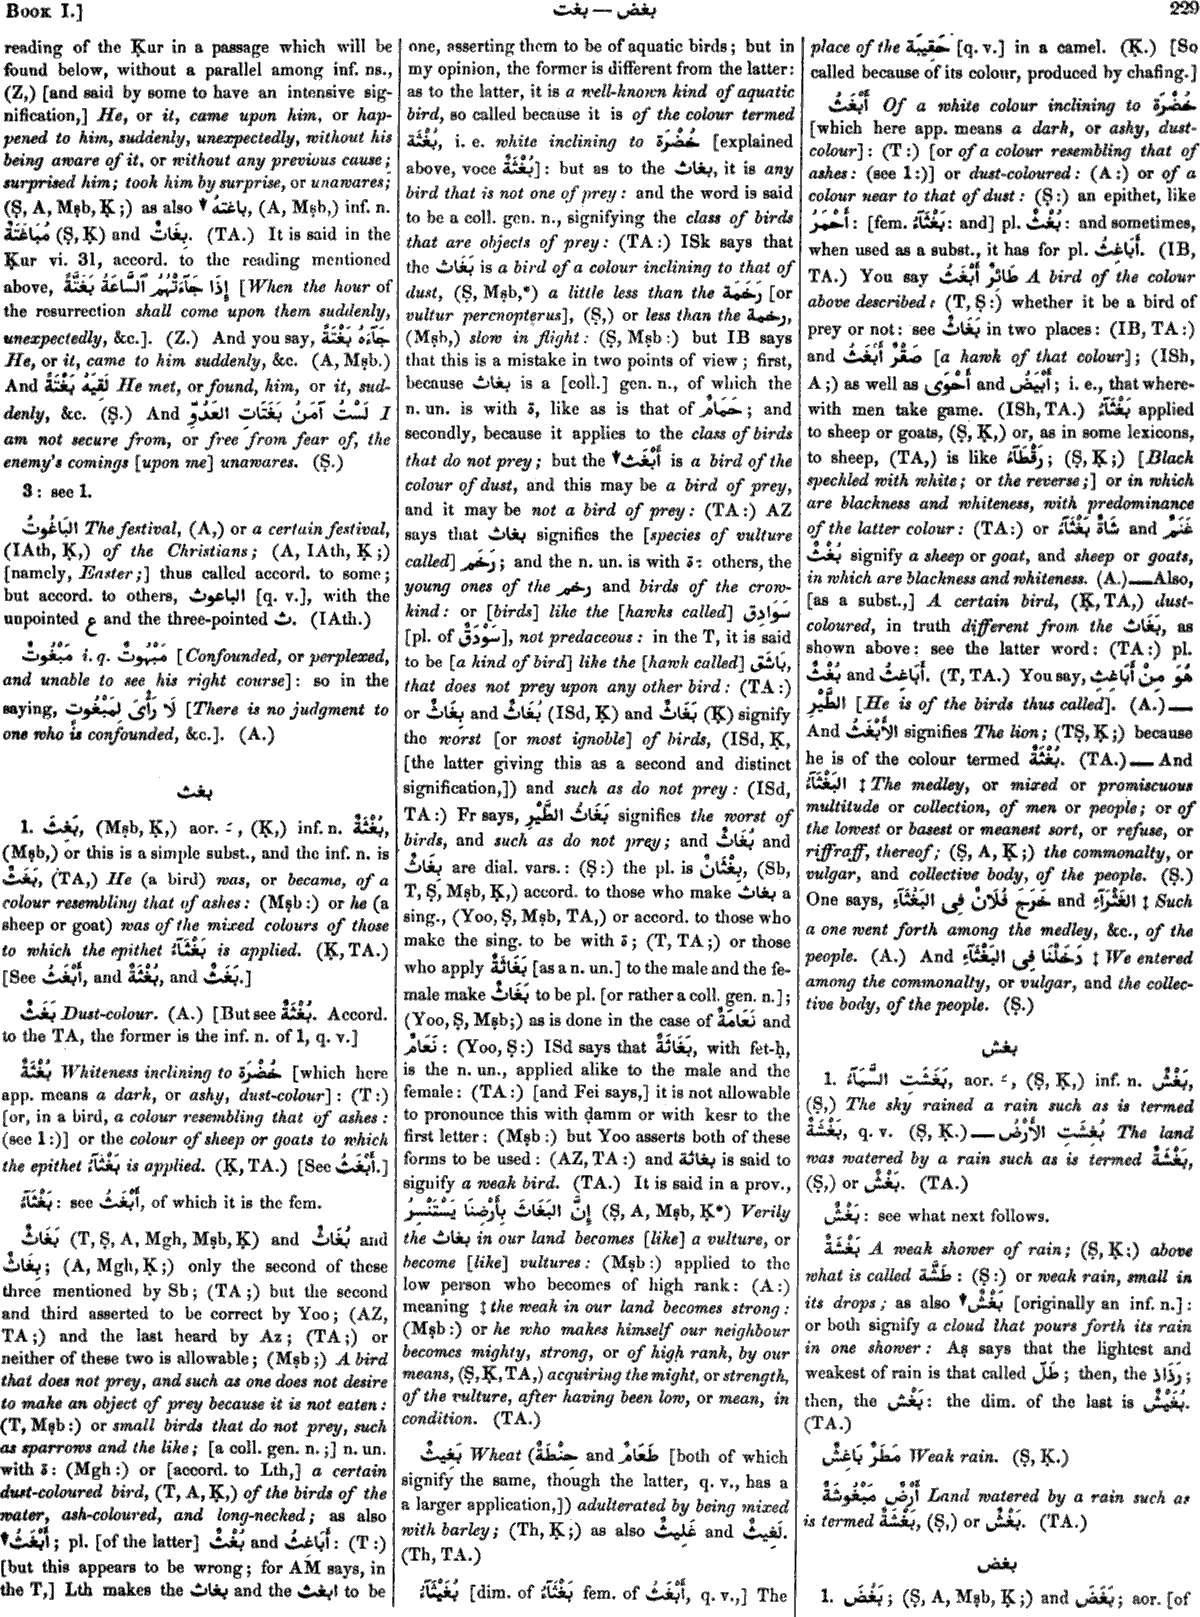 Book I.]
بغت — بغض
229
reading of the Ḳur in a passage which will be
found below, without a parallel among inf. ns.,
(Z,) [and said by some to have an intensive sig-
nification,] He, or it, came upon him, or hap-
pened to him, suddenly, unexpectedly, without his
being aware of it, or without any previous cause;
surprised him; took him by surprise, or unawares;
(Ṣ, A, Mṣb, Ḳ;) as also ▼ باغتهُ, (A, Mṣb,) inf. n.
مُبَاغَتَةٌ (Ṣ, Ḳ) and بِغَاتٌ. (TA.) It is said in the
Ḳur vi. 31, accord. to the reading mentioned
above, إِذَا جَآءَتْهُمُ ٱلسَّاعَةُ بَغَتَّةً [When the hour of
the resurrection shall come upon them suddenly,
unexpectedly, &c.]. (Z.) And you say, جَآءَهُ بَغْتَةً
He, or it, came to him suddenly, &c. (A, Mṣb.)
And لَقِيَهُ بَغْتَةً He met, or found, him, or it, sud-
denly, &c. (Ṣ.) And لَسْتُ آمَنُ بَغَتَاتِ العَدُوِّ I
am not secure from, or free from fear of, the
enemy's comings [upon me] unawares. (Ṣ.)
3: see 1.
البَاغُوتُ The festival, (A,) or a certain festival,
(IAth, Ḳ,) of the Christians; (A, IAth, Ḳ;)
[namely, Easter;] thus called accord. to some;
but accord. to others, الباعوث [q. v.], with the
unpointed ع and the three-pointed ث. (IAth.)
مَبْغُوتٌ i. q. مَبْهُوتٌ [Confounded, or perplexed,
and unable to see his right course]: so in the
saying, لَا رَأْىَ لِمَبْغُوتٍ [There is no judgment to
one who is confounded, &c.]. (A.)
بغث
1. بَغِثَ, (Mṣb, Ḳ,) aor. ـَ, (Ḳ,) inf. n. بُغْثَةٌ,
(Mṣb,) or this is a simple subst., and the inf. n. is
بَغَثٌ, (TA,) He (a bird) was, or became, of a
colour resembling that of ashes: (Mṣb:) or he (a
sheep or goat) was of the mixed colours of those
to which the epithet بَغْثَآءُ is applied. (Ḳ, TA.)
[See أَبْغَثُ, and بُغْثَةٌ, and بَغَثٌ.]
بَغَثٌ Dust-colour. (A.) [But see بُغْثَةٌ. Accord.
to the TA, the former is the inf. n. of 1, q. v.]
بُغْثَةٌ Whiteness inclining to خُضْرَة [which here
app. means a dark, or ashy, dust-colour]: (T:)
[or, in a bird, a colour resembling that of ashes:
(see 1:)] or the colour of sheep or goats to which
the epithet بَغْثَآءُ is applied. (Ḳ, TA.) [See أَبْغَثُ.]
بَغْثَآءُ: see أَبْغَثُ, of which it is the fem.
بَغَاثٌ (T, Ṣ, A, Mgh, Mṣb, Ḳ) and بُغَاثٌ and
بِغَاثٌ; (A, Mgh, Ḳ;) only the second of these
three mentioned by Sb; (TA;) but the second
and third asserted to be correct by Yoo; (AZ,
TA;) and the last heard by Az; (TA;) or
neither of these two is allowable; (Mṣb;) A bird
that does not prey, and such as one does not desire
to make an object of prey because it is not eaten:
(T, Mṣb:) or small birds that do not prey, such
as sparrows and the like; [a coll. gen. n.;] n. un.
with ة: (Mgh:) or [accord. to Lth,] a certain
dust-coloured bird, (T, A, Ḳ,) of the birds of the
water, ash-coloured, and long-necked; as also
▼ أَبْغَثُ; pl. [of the latter] بُغْثٌ and أَبَاغِثُ: (T:)
[but this appears to be wrong; for AM says, in
the T,] Lth makes the بغاث and the ابغث to be
one, asserting them to be of aquatic birds; but in
my opinion, the former is different from the latter:
as to the latter, it is a well-known kind of aquatic
bird, so called because it is of the colour termed
بُغْثَة, i. e. white inclining to خُضْرَة [explained
above, voce بُغْثَةٌ]: but as to the بغاث, it is any
bird that is not one of prey: and the word is said
to be a coll. gen. n., signifying the class of birds
that are objects of prey: (TA:) ISk says that
the بَغَاث is a bird of a colour inclining to that of
dust, (Ṣ, Mṣb,*) a little less than the رَخَمَة [or
vultur percnopterus], (Ṣ,) or less than the رخمة,
(Mṣb,) slow in flight: (Ṣ, Mṣb:) but IB says
that this is a mistake in two points of view; first,
because بغاث is a [coll.] gen. n., of which the
n. un. is with ة, like as is that of حَمَامٌ; and
secondly, because it applies to the class of birds
that do not prey; but the ▼ أَبْغَث is a bird of the
colour of dust, and this may be a bird of prey,
and it may be not a bird of prey: (TA:) AZ
says that بغاث signifies the [species of vulture
called] رَخَم; and the n. un. is with ة: others, the
young ones of the رخم and birds of the crow-
kind: or [birds] like the [hawks called] سَوَادِق
[pl. of سَوْدَقٌ], not predaceous: in the T, it is said
to be [a kind of bird] like the [hawk called] بَاشَق,
that does not prey upon any other bird: (TA:)
or بَغَاثٌ and بُغَاثٌ (ISd, Ḳ) and بِغَاثٌ (Ḳ) signify
the worst [or most ignoble] of birds, (ISd, Ḳ,
[the latter giving this as a second and distinct
signification,]) and such as do not prey: (ISd,
TA:) Fr says, بَغَاثُ الطَّيْرِ signifies the worst of
birds, and such as do not prey; and بُغَاثٌ and
بِغَاثٌ are dial. vars.: (Ṣ:) the pl. is بِغْثَانٌ, (Sb,
T, Ṣ, Mṣb, Ḳ,) accord. to those who make بغاث a
sing., (Yoo, Ṣ, Mṣb, TA,) or accord. to those who
make the sing. to be with ة; (T, TA;) or those
who apply بَغَاثَةٌ [as a n. un.] to the male and the fe-
male make بَغَاثٌ to be pl. [or rather a coll. gen. n.];
(Yoo, Ṣ, Mṣb;) as is done in the case of نَعَامَةٌ and
نَعَامٌ: (Yoo, Ṣ:) ISd says that بَغَاثَةٌ, with fet-ḥ,
is the n. un., applied alike to the male and the
female: (TA:) [and Fei says,] it is not allowable
to pronounce this with ḍamm or with kesr to the
first letter: (Mṣb:) but Yoo asserts both of these
forms to be used: (AZ, TA:) and بغاثة is said to
signify a weak bird. (TA.) It is said in a prov.,
إِنَّ البَغَاثَ بِأَرْضِنَا يَسْتَنْسِرُ (Ṣ, A, Mṣb, Ḳ*) Verily
the بغاث in our land becomes [like] a vulture, or
become [like] vultures: (Mṣb:) applied to the
low person who becomes of high rank: (A:)
meaning ‡ the weak in our land becomes strong:
(Mṣb:) or he who makes himself our neighbour
becomes mighty, strong, or of high rank, by our
means, (Ṣ, Ḳ, TA,) acquiring the might, or strength,
of the vulture, after having been low, or mean, in
condition. (TA.)
بَغِيثٌ Wheat (حِنْطَةٌ and طَعَامٌ [both of which
signify the same, though the latter, q. v., has a
a larger application,]) adulterated by being mixed
with barley; (Th, Ḳ;) as also غَلِيثٌ and لَغِيثٌ.
(Th, TA.)
بُغَيْثَآءُ [dim. of بَغْثَآءُ fem. of أَبْغَثُ, q. v.,] The
place of the حَقِيبَة [q. v.] in a camel. (Ḳ.) [So
called because of its colour, produced by chafing.]
أَبْغَثُ Of a white colour inclining to خُضْرَة
[which here app. means a dark, or ashy, dust-
colour]: (T:) [or of a colour resembling that of
ashes: (see 1:)] or dust-coloured: (A:) or of a
colour near to that of dust: (Ṣ:) an epithet, like
أَحْمَرُ: [fem. بَغْثَآءُ: and] pl. بُغْثٌ: and sometimes,
when used as a subst., it has for pl. أَبَاغِثُ. (IB,
TA.) You say طَائِرٌ أَبْغَثُ A bird of the colour
above described: (T, Ṣ:) whether it be a bird of
prey or not: see بَغَاثٌ in two places: (IB, TA:)
and صَقْرٌ أَبْغَثُ [a hawk of that colour]; (ISh,
A;) as well as أَحْوَى and أَبْيَضُ; i. e., that where-
with men take game. (ISh, TA.) بَغْثَآءُ applied
to sheep or goats, (Ṣ, Ḳ,) or, as in some lexicons,
to sheep, (TA,) is like رَقْطَآءُ; (Ṣ, Ḳ;) [Black
speckled with white; or the reverse;] or in which
are blackness and whiteness, with predominance
of the latter colour: (TA:) or شَاةٌ بَغْثَآءُ and غَنَمٌ
بُغْثٌ signify a sheep or goat, and sheep or goats,
in which are blackness and whiteness. (A.)—Also,
[as a subst.,] A certain bird, (Ḳ, TA,) dust-
coloured, in truth different from the بَغَاث, as
shown above: see the latter word: (TA:) pl.
بُغْثٌ and أَبَاغِثُ. (T, TA.) You say, هُوَ مِنْ أَبَاغِثِ
الطَّيْرِ [He is of the birds thus called]. (A.)—
And الأَبْغَثُ signifies The lion; (TṢ, Ḳ;) because
he is of the colour termed بُغْثَةٌ. (TA.)— And
البَغْثَآءُ ‡ The medley, or mixed or promiscuous
multitude or collection, of men or people; or of
the lowest or basest or meanest sort, or refuse, or
riffraff, thereof; (Ṣ, A, Ḳ;) the commonalty, or
vulgar, and collective body, of the people. (Ṣ.)
One says, خَرَجَ فُلَانٌ فِى البَغْثَآءِ and الغَثْرَآءِ ‡ Such
a one went forth among the medley, &c., of the
people. (A.) And دَخَلْنَا فِى البَغْثَآءِ ‡ We entered
among the commonalty, or vulgar, and the collec-
tive body, of the people. (Ṣ.)
بغش
1. بَغَشَتِ السَّمَآءُ, aor. ـَ, (Ṣ, Ḳ,) inf. n. بَغْشٌ,
(Ṣ,) The sky rained a rain such as is termed
بَغْشَةٌ, q. v. (Ṣ, Ḳ.)—بُغِشَتِ الأَرْضُ The land
was watered by a rain such as is termed بَغْشَةٌ,
(Ṣ,) or بَغْشٌ. (TA.)
بَغْشٌ: see what next follows.
بَغْشَةٌ A weak shower of rain; (Ṣ, Ḳ;) above
what is called طَشَّة: (Ṣ:) or weak rain, small in
its drops; as also ▼ بَغْشٌ [originally an inf. n.]:
or both signify a cloud that pours forth its rain
in one shower: Aṣ says that the lightest and
weakest of rain is that called طَلّ; then, the رَذَاذ;
then, the بَغْش: the dim. of the last is بُغَيْشٌ.
(TA.)
مَطَرٌ بَاغِشٌ Weak rain. (Ṣ, Ḳ.)
أَرْضٌ مَبْغُوشَةٌ Land watered by a rain such as
is termed بَغْشَةٌ, (Ṣ,) or بَغْشٌ. (TA.)
بغض
1. بَغُضَ; (Ṣ, A, Mṣb, Ḳ;) and بَغَضَ; aor. [of